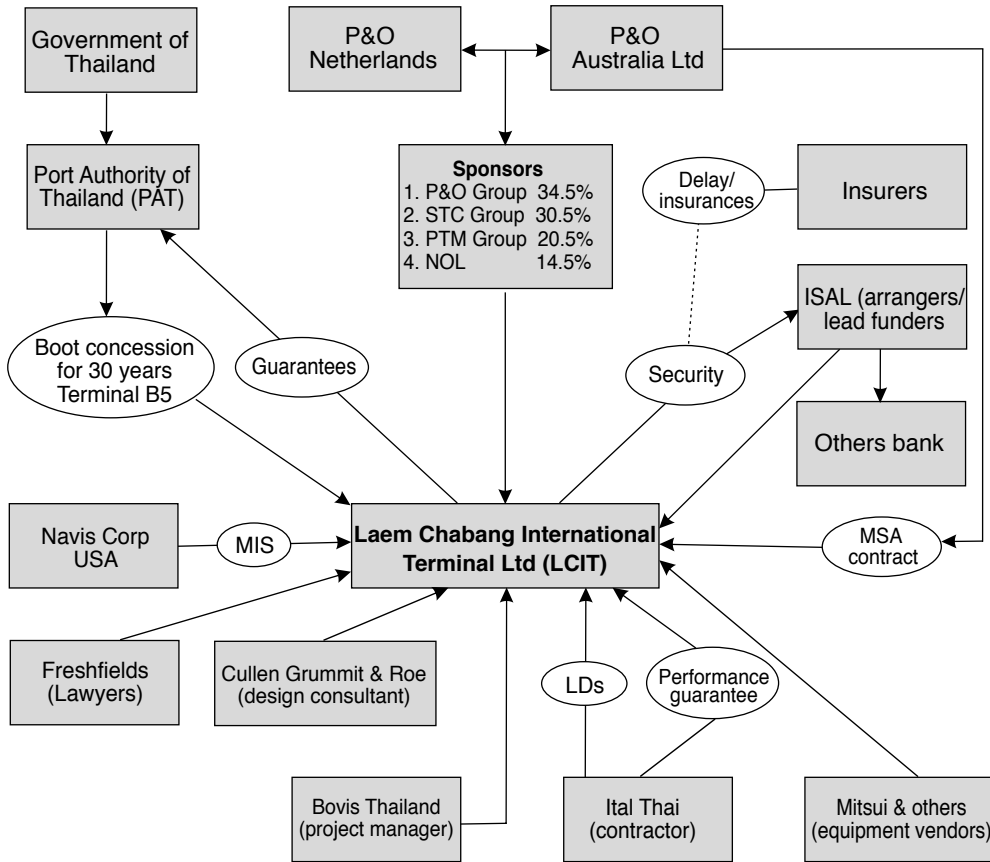 Government of
Thailand
P&O
Netherlands
P&O
Australia Ltd
Port Authority of
Thailand (PAT)
Sponsors
1. P&O Group 34.5%
2. STC Group 30.5%
3. PTM Group 20.5%
4. NOL 14.5%
Delay/
insurances
Insurers
ISAL (arrangers/
lead funders
Boot concession
for 30 years
Terminal B5
Guarantees
Security
Others bank
Navis Corp
USA
MIS
Laem Chabang International
Terminal Ltd (LCIT)
MSA
contract
Freshfields
(Lawyers)
Cullen Grummit & Roe
(design consultant)
LDs
Performance
guarantee
Bovis Thailand
(project manager)
Ital Thai
(contractor)
Mitsui & others
(equipment vendors)